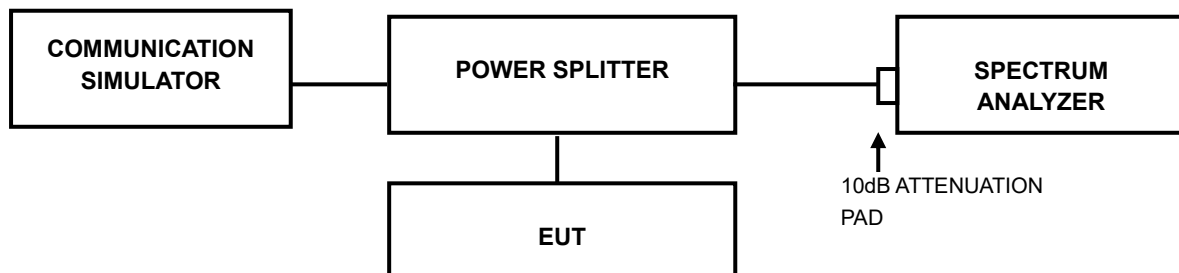 COMMUNICATION
SIMULATOR
POWER SPLITTER
SPECTRUM
ANALYZER
10dB ATTENUATION
PAD
EUT